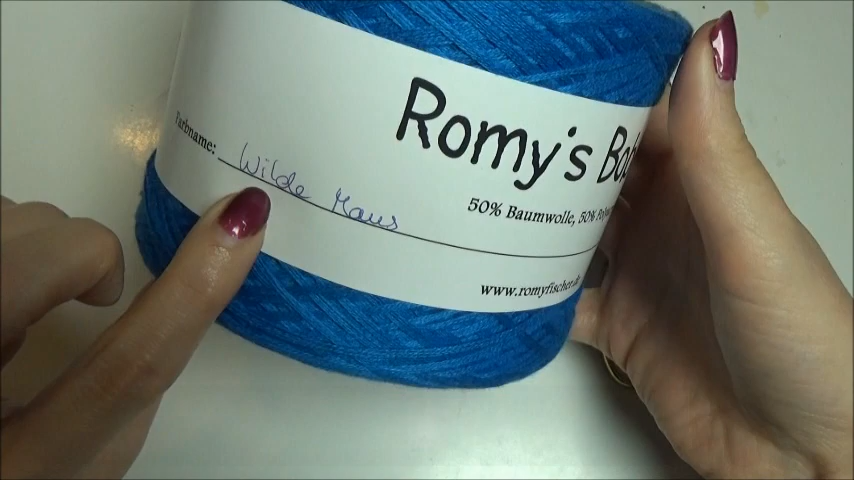 Romy's Bob
Farbname: Wilde Maus
50% Baumwolle, 50%
www.romyfischer.de